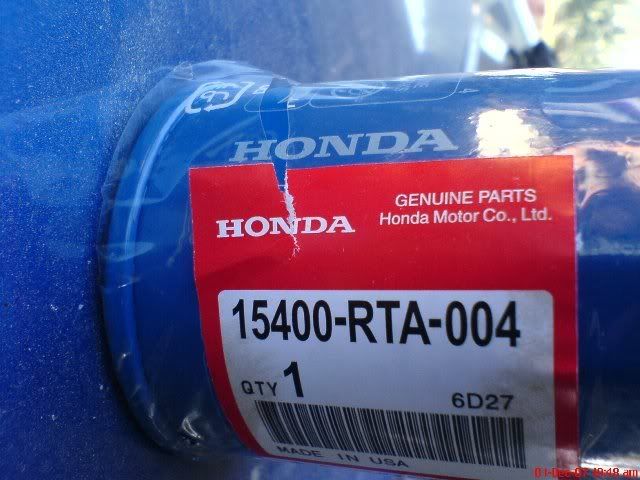 HONDA
GENUINE PARTS
Honda Motor Co., Ltd.
HONDA
15400-RTA-004
QTY 1
6D27
MADE IN USA